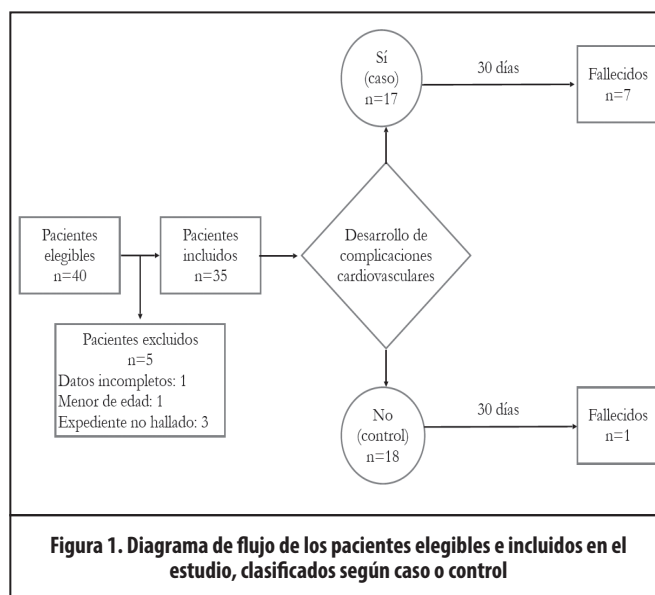 Pacientes
elegibles
n=40
Pacientes
incluidos
n=35
Pacientes excluidos
n=5
Datos incompletos: 1
Menor de edad: 1
Expediente no hallado: 3
Desarrollo de
complicaciones
cardiovasculares
Sí
(caso)
n=17
30 días
Fallecidos
n=7
No
(control)
n=18
30 días
Fallecidos
n=1
Figura 1. Diagrama de flujo de los pacientes elegibles e incluidos en el
estudio, clasificados según caso o control